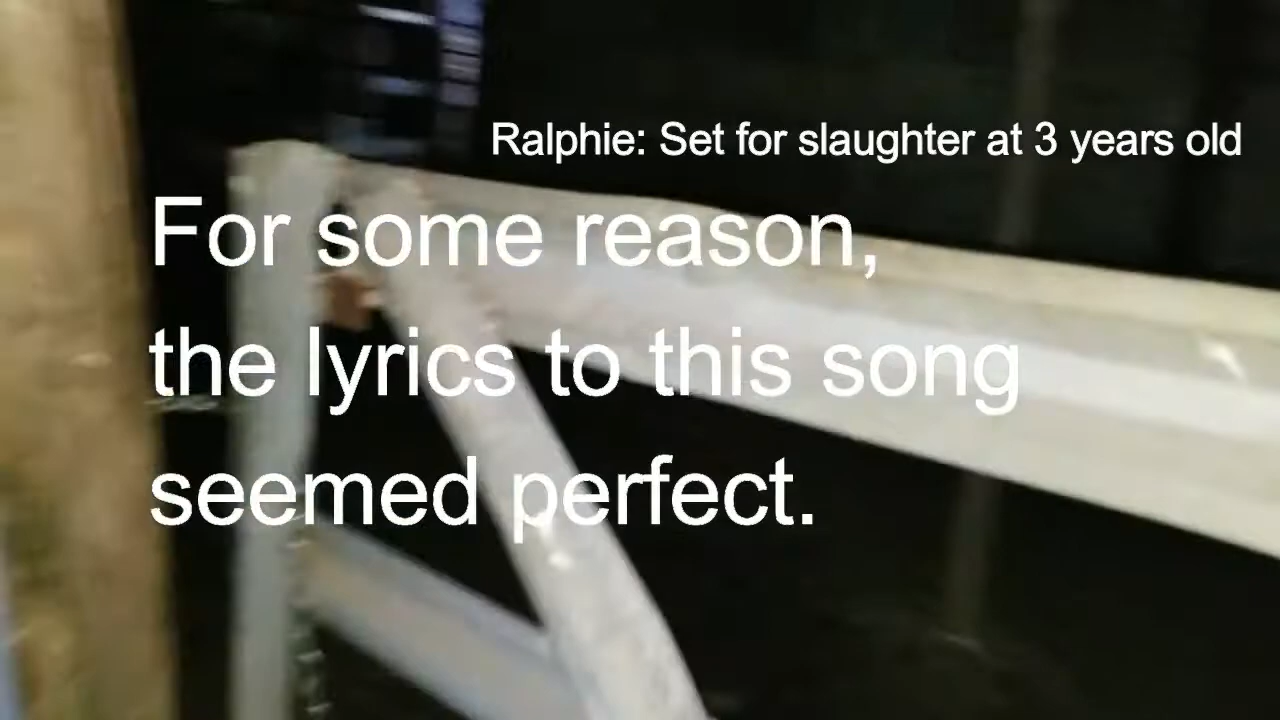 Ralphie: Set for slaughter at 3 years old
For some reason,
the lyrics to this song
seemed perfect.